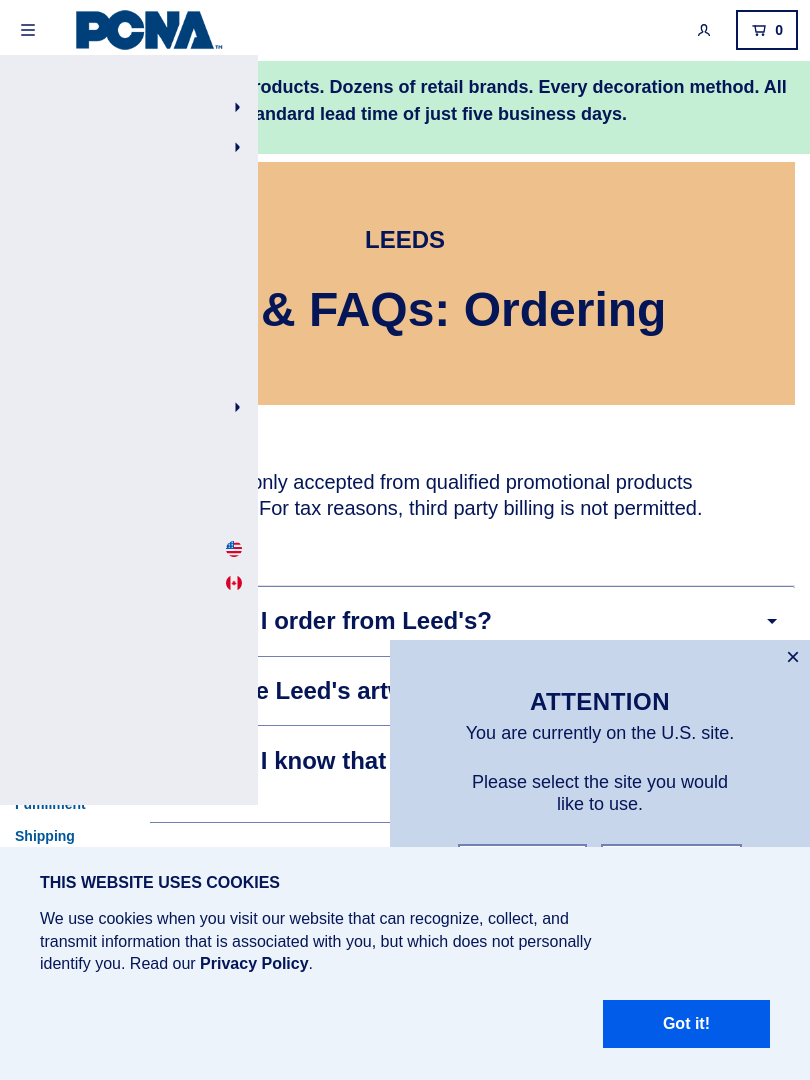 PCNA™
0
roducts. Dozens of retail brands. Every decoration method. All
andard lead time of just five business days.
LEEDS
& FAQs: Ordering
only accepted from qualified promotional products
For tax reasons, third party billing is not permitted.
I order from Leed's?
e Leed's
I know that
ATTENTION
You are currently on the U.S. site.
Please select the site you would
like to use.
Fulfillment
Shipping
THIS WEBSITE USES COOKIES
We use cookies when you visit our website that can recognize, collect, and
transmit information that is associated with you, but which does not personally
identify you. Read our Privacy Policy.
Got it!